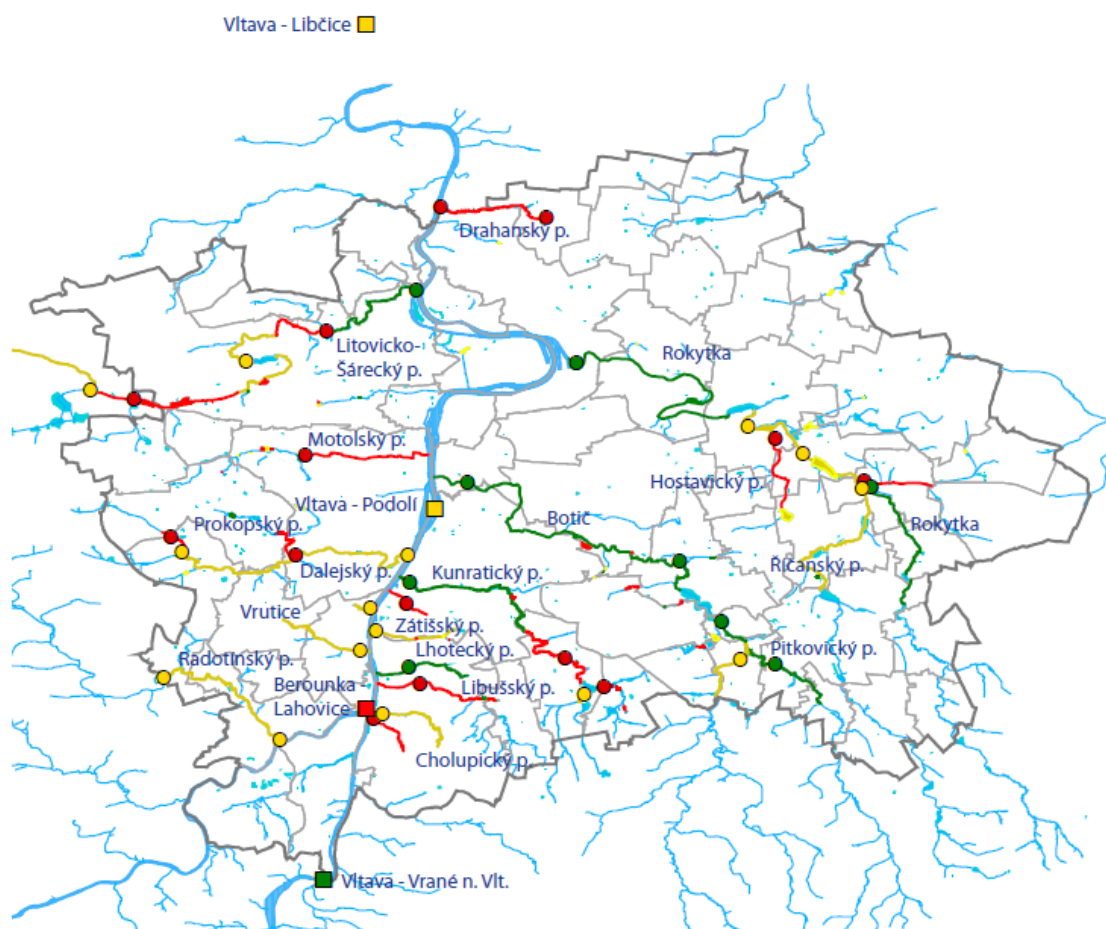 Vltava - Libčice
Drahanský p.
Litovicko-
Šárecký p.
Rokytka
Motolský p.
Hostavický p.
Vltava - Podolí
Prokopský p.
Botič
Rokytka
Dalejský p.
Kunratický p.
Říčanský p.
Vrutice
Zátišský p.
Lhotecký p.
Pitkovický p.
Radotínský p.
Libušský p.
Berounka -
Lahovice
Cholupický p.
Vltava - Vrané n. Vlt.